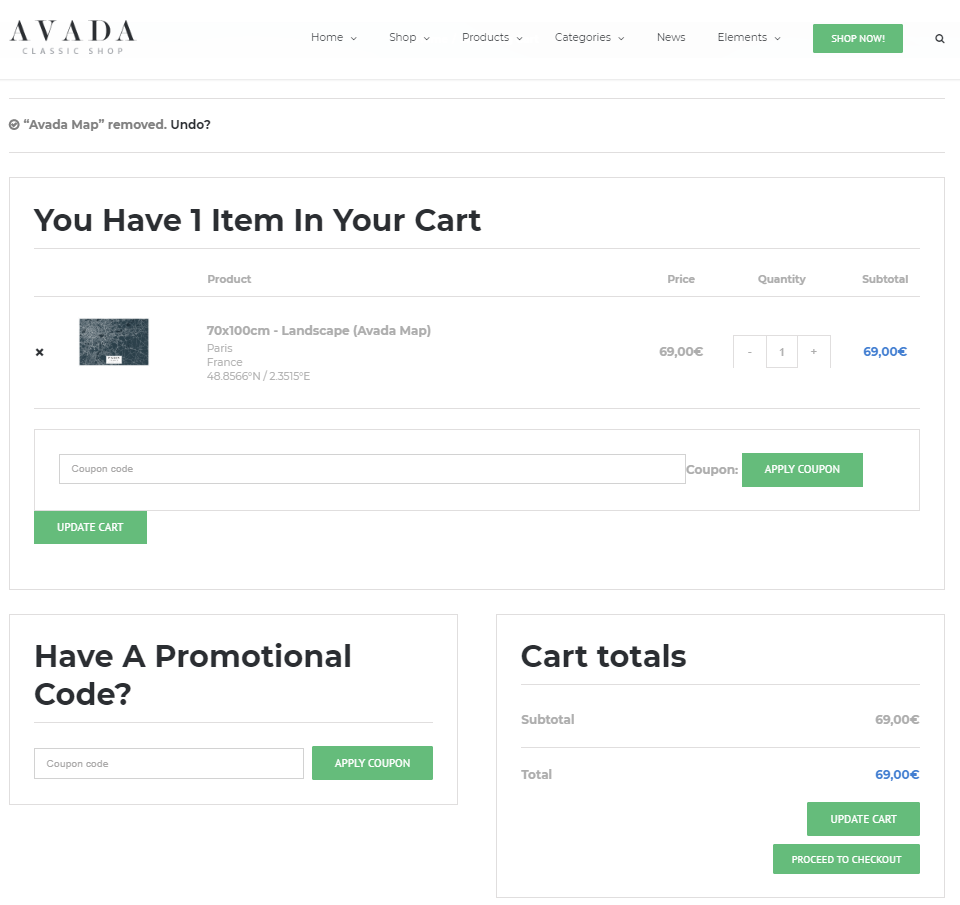 AVADA
CLASSIC SHOP
Home Shop Products Categories News Elements SHOP NOW!
“Avada Map” removed. Undo?
You Have 1 Item In Your Cart
Product Price Quantity Subtotal
70x100cm - Landscape (Avada Map)
Paris
France
48.8566°N / 2.3515°E
69,00€ - 1 + 69,00€
Coupon code Coupon: APPLY COUPON
UPDATE CART
Have A Promotional
Code?
Coupon code APPLY COUPON
Cart totals
Subtotal 69,00€
Total 69,00€
UPDATE CART
PROCEED TO CHECKOUT